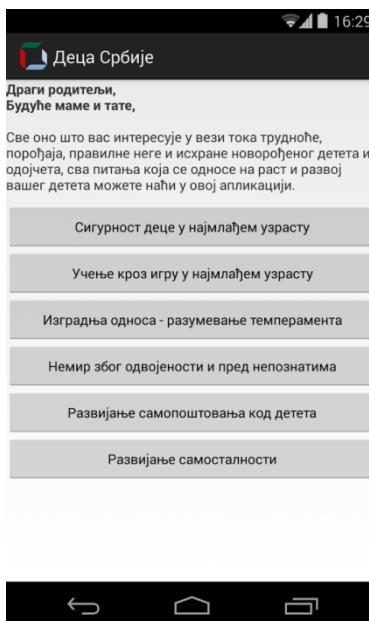 16:29
Деца Србије
Драги родитељи,
Будуће маме и тате,
Све оно што вас интересује у вези тока трудноће,
порођаја, правилне неге и исхране новорођеног детета и
одојчета, сва питања која се односе на раст и развој
вашег детета можете наћи у овој апликацији.
Сигурност деце у најмлађем узрасту
Учење кроз игру у најмлађем узрасту
Изградња односа - разумевање темперамента
Немир због одвојености и пред непознатима
Развијање самопоштовања код детета
Развијање самосталности